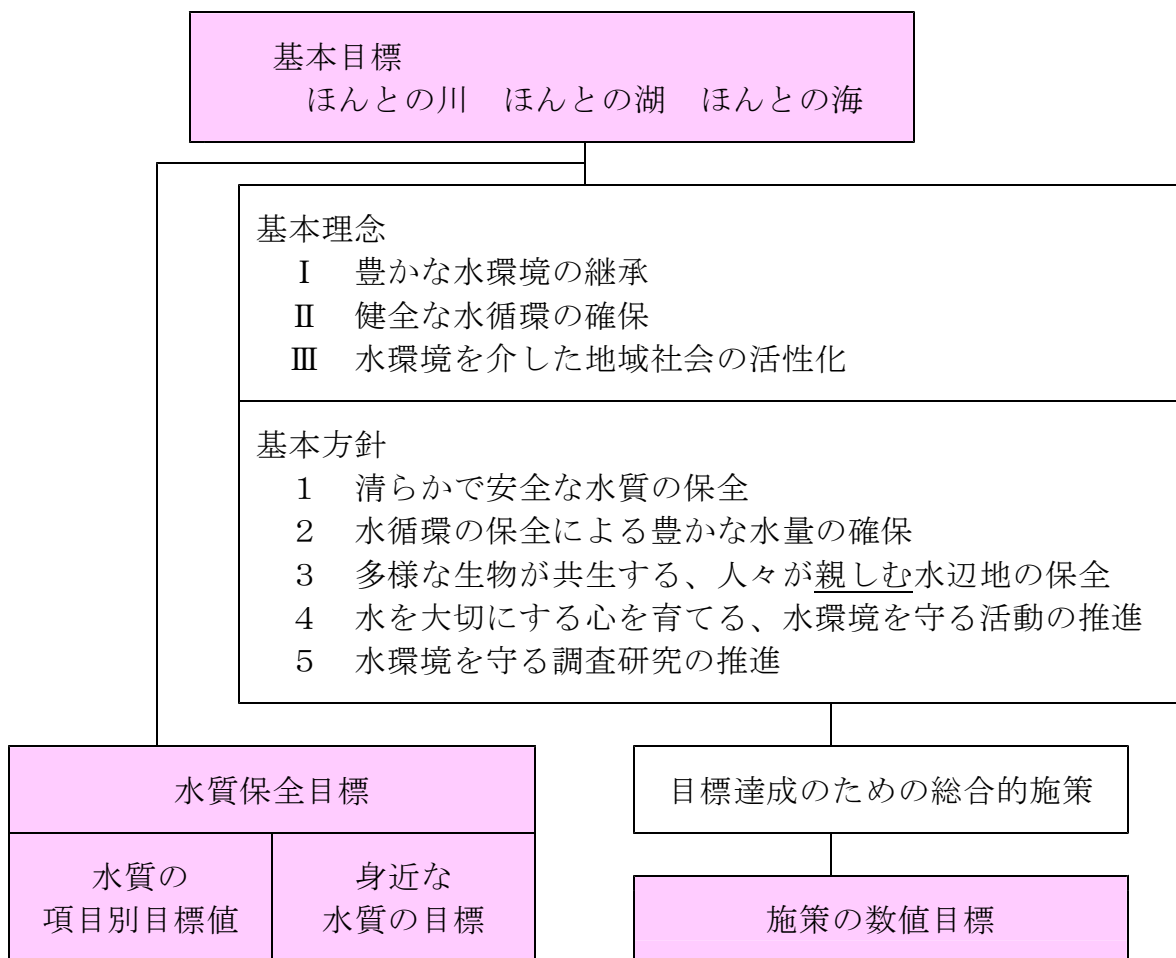 基本目標
ほんとの川　ほんとの湖　ほんとの海
基本理念
Ⅰ　豊かな水環境の継承
Ⅱ　健全な水循環の確保
Ⅲ　水環境を介した地域社会の活性化
基本方針
１　清らかで安全な水質の保全
２　水循環の保全による豊かな水量の確保
３　多様な生物が共生する、人々が親しむ水辺地の保全
４　水を大切にする心を育てる、水環境を守る活動の推進
５　水環境を守る調査研究の推進
水質保全目標
水質の
項目別目標値
身近な
水質の目標
目標達成のための総合的施策
施策の数値目標